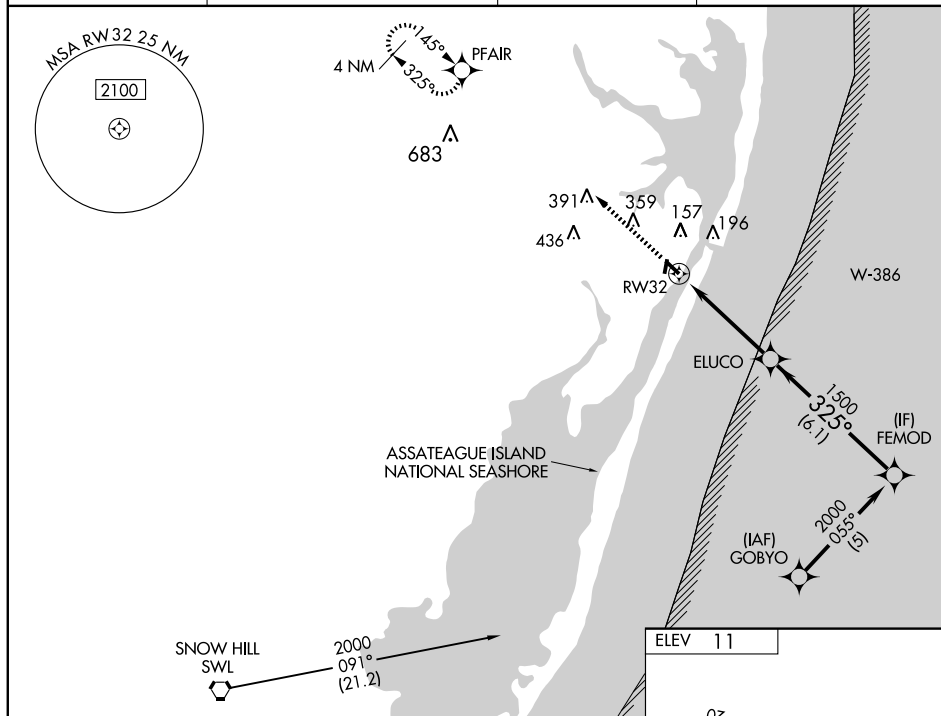 MSA RW32 25 NM
2100
145°
PFAIR
4 NM
325°
683
391
359
157
196
436
RW32
W-386
ELUCO
1500
325°
(6.1)
(IF)
FEMOD
ASSATEAGUE ISLAND
NATIONAL SEASHORE
2000
055°
(5)
(IAF)
GOBYO
SNOW HILL
SWL
2000
091°
(21.2)
ELEV 11